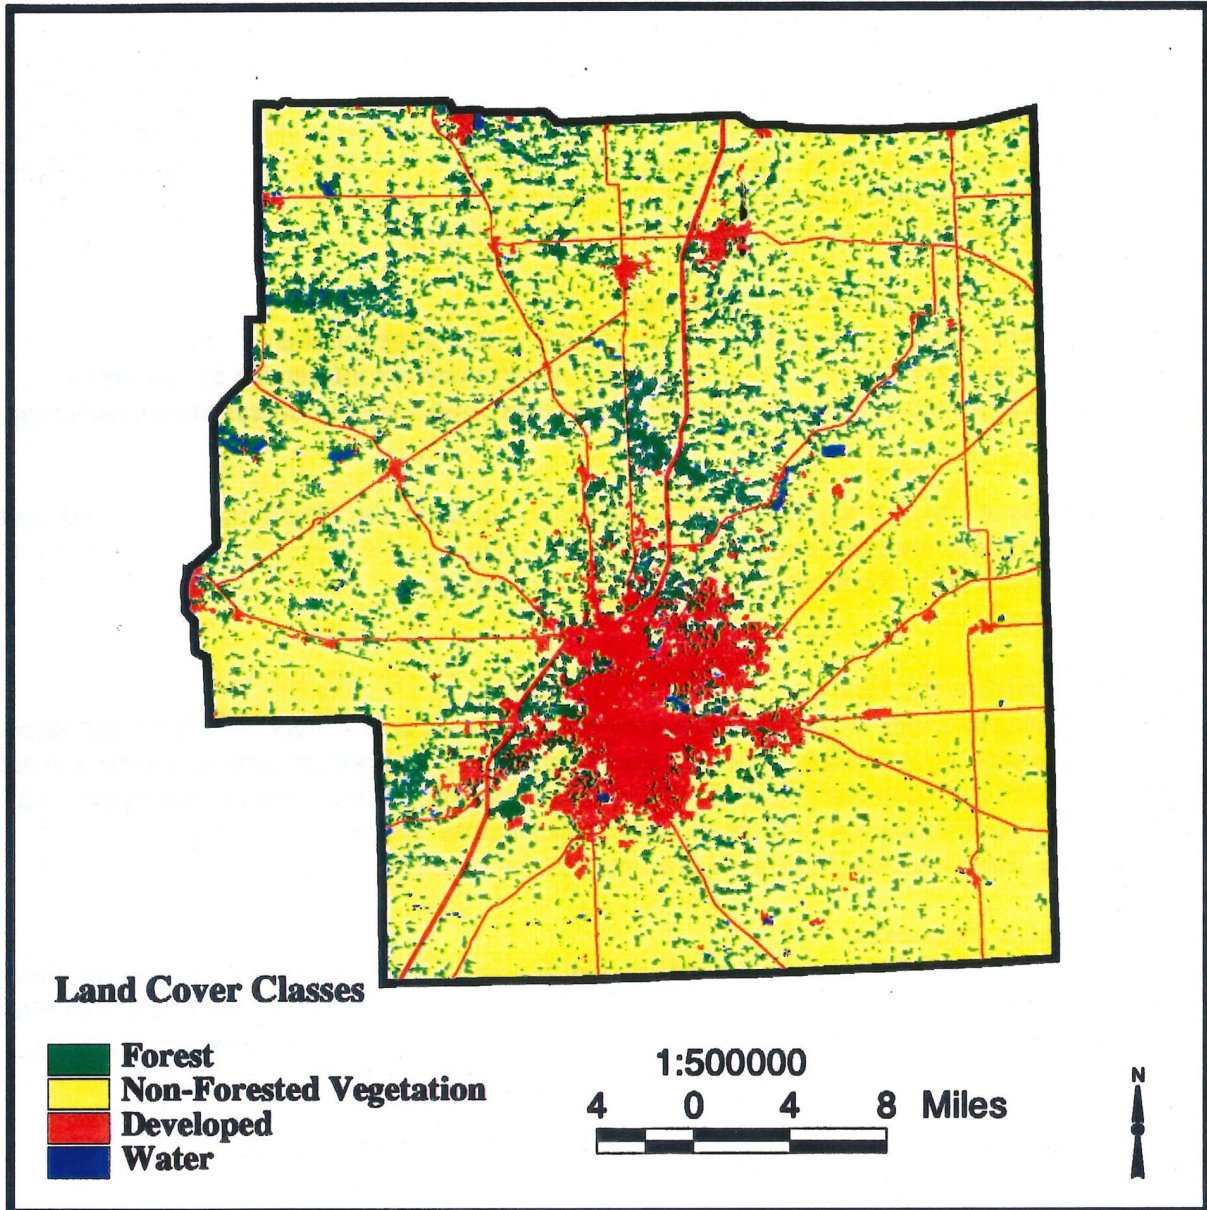 Land Cover Classes
Forest
Non-Forested Vegetation
Developed
Water
1:500000
4 0 4 8 Miles
N